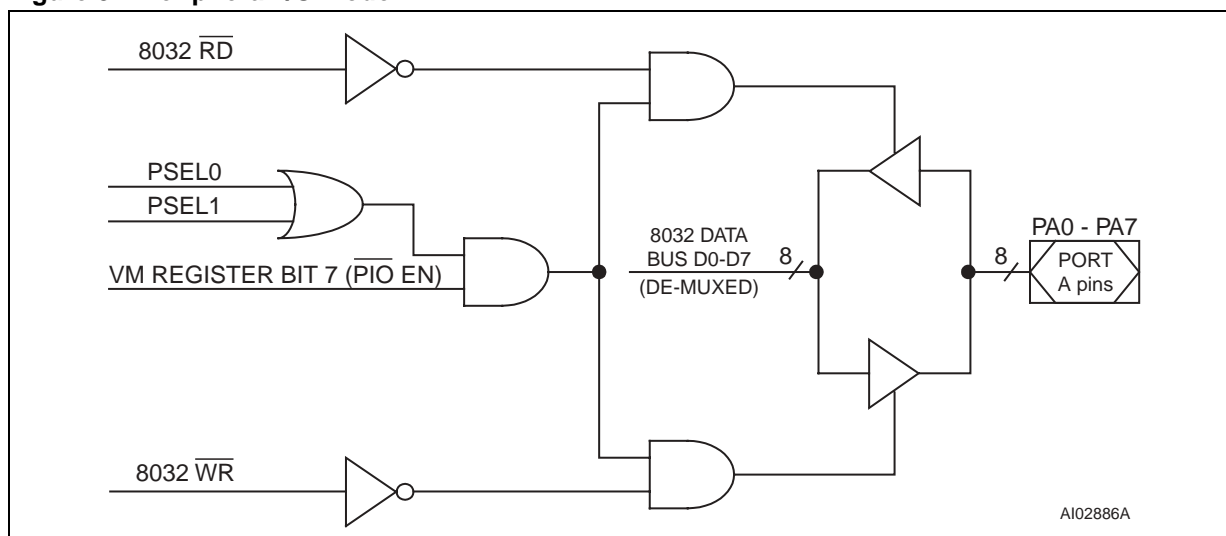 8032 RD
PSEL0
PSEL1
VM REGISTER BIT 7 (PIO EN)
8032 WR
8032 DATA
BUS D0-D7
(DE-MUXED)
8
8
PA0 - PA7
PORT
A pins
AI02886A